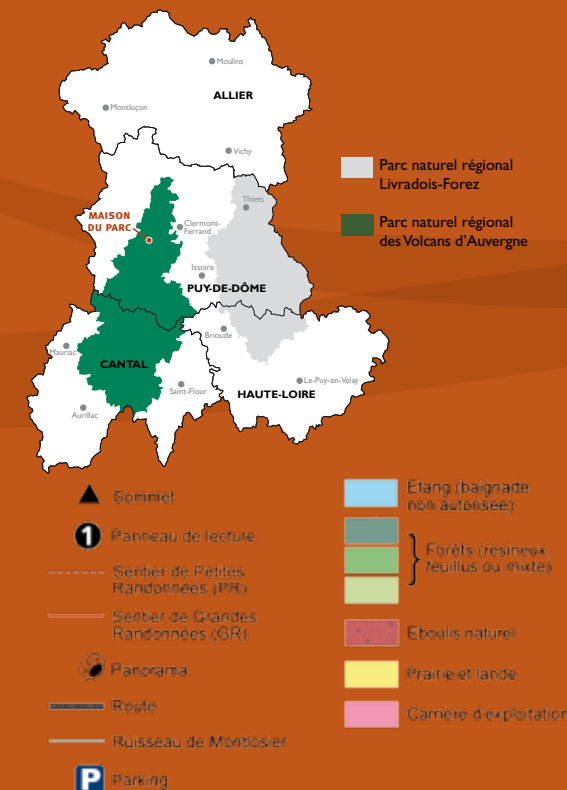 Moulins
ALLIER
Montluçon
Vichy
Parc naturel régional
Livradois-Forez
Thiers
MAISON
DU PARC
Clermont-
Ferrand
Parc naturel régional
des Volcans d'Auvergne
Issoire
PUY-DE-DÔME
Brioude
Mauriac
CANTAL
Le-Puy-en-Velay
Saint-Flour
HAUTE-LOIRE
Aurillac
Sommet
1 Panneau de lecture
Sentier de Petites
Randonnées (PR)
Sentier de Grandes
Randonnées (GR)
Panorama
Route
Ruisseau de Montlosier
P Parking
Etang (baignade
non autorisée)
Forêts (résineux,
feuillus ou mixte)
Eboulis naturel
Prairie et lande
Carrière d'exploitation